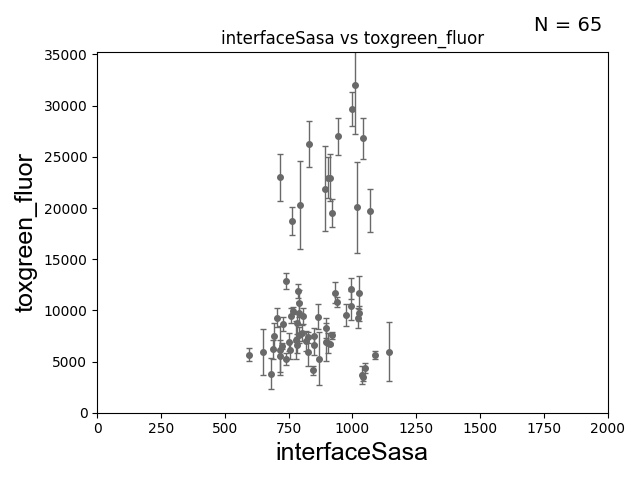 N = 65
interfaceSasa vs toxgreen_fluor
35000
30000
25000
20000
15000
10000
5000
0
toxgreen_fluor
0 250 500 750 1000 1250 1500 1750 2000
interfaceSasa